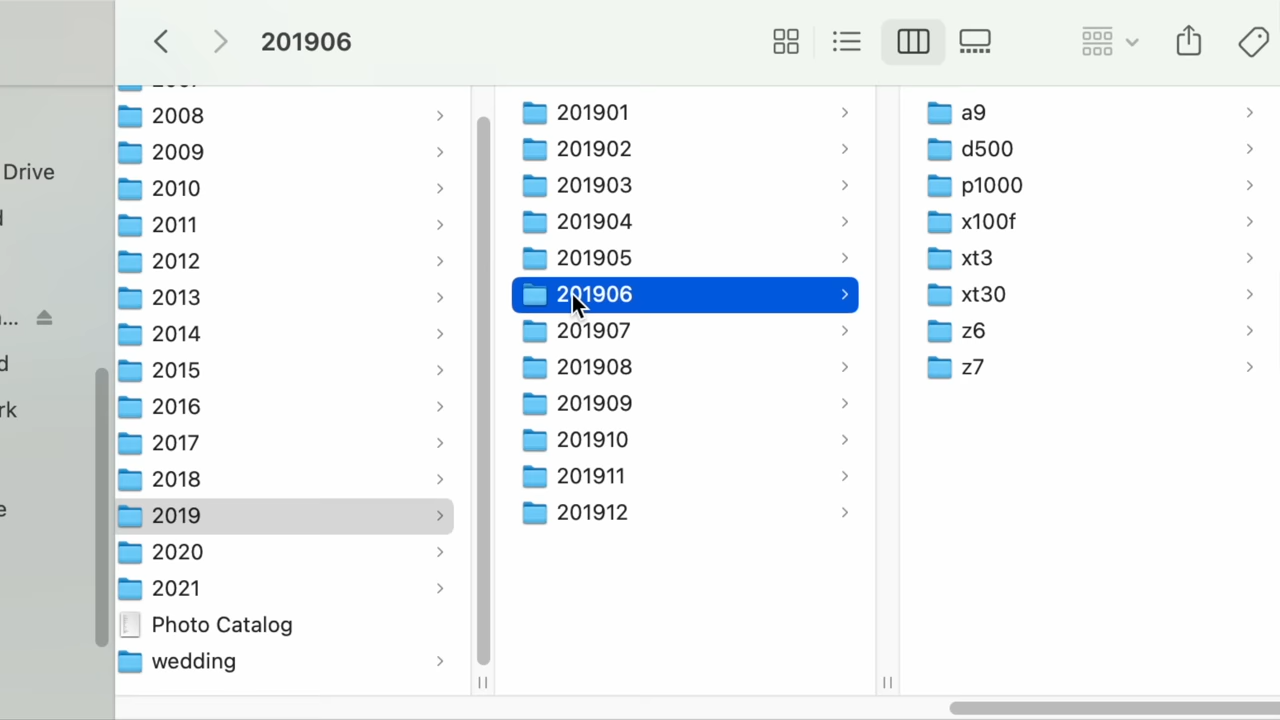 201906
Drive
d
...
d
rk
e
2008
2009
2010
2011
2012
2013
2014
2015
2016
2017
2018
2019
2020
2021
Photo Catalog
wedding
201901
201902
201903
201904
201905
201906
201907
201908
201909
201910
201911
201912
a9
d500
p1000
x100f
xt3
xt30
z6
z7